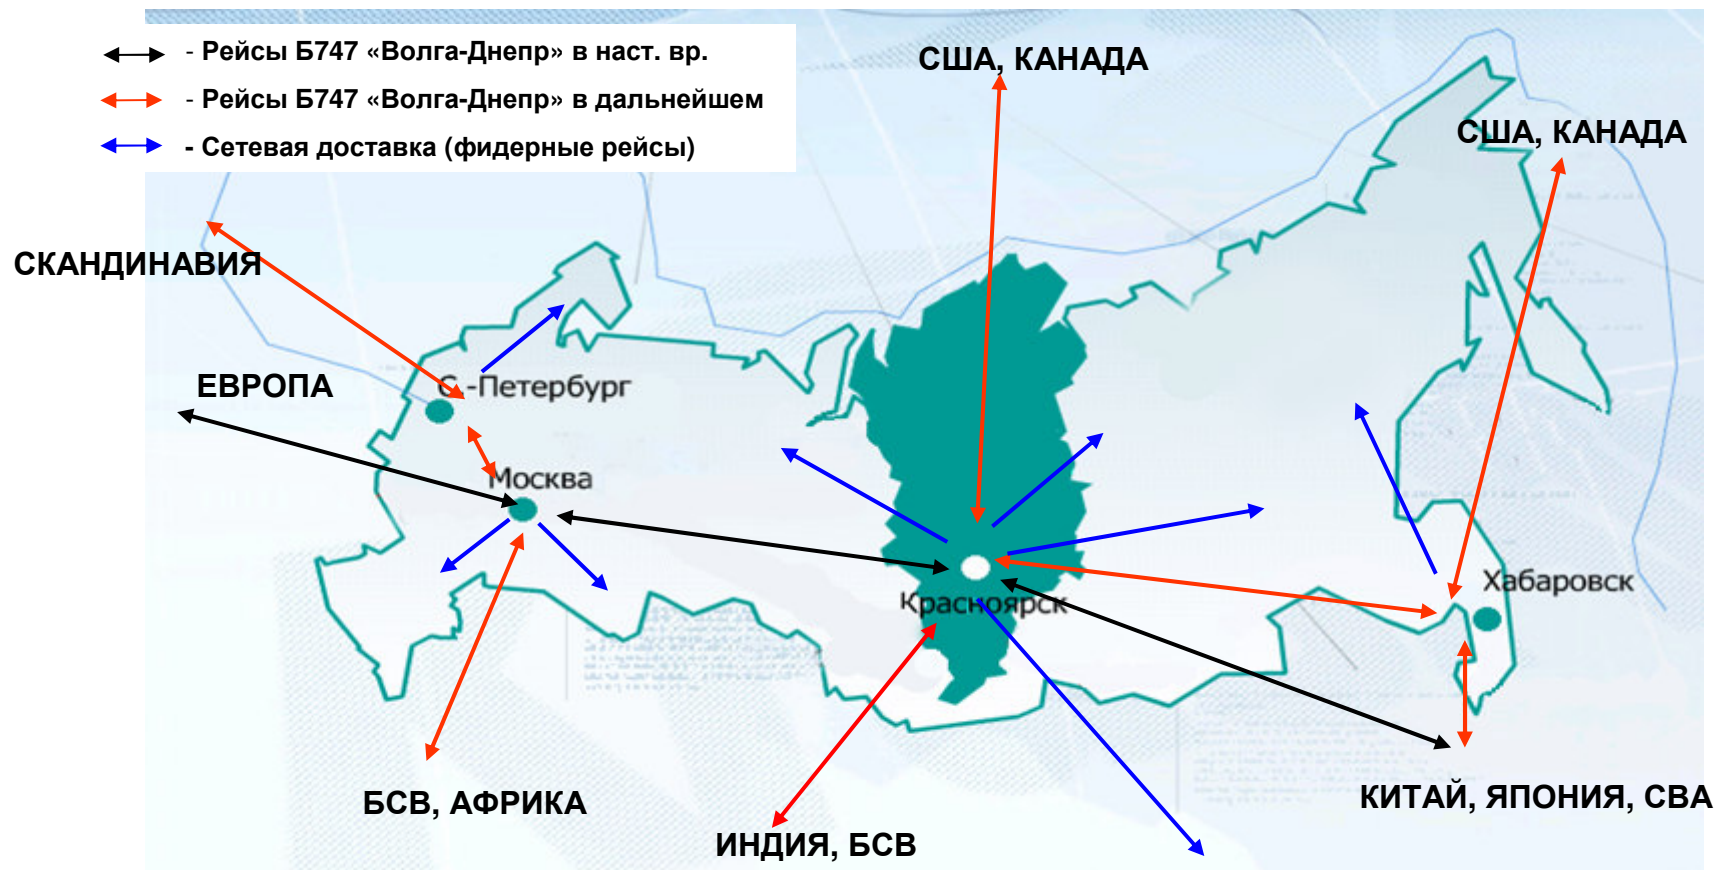 - Рейсы Б747 «Волга-Днепр» в наст. вр.
- Рейсы Б747 «Волга-Днепр» в дальнейшем
- Сетевая доставка (фидерные рейсы)
США, КАНАДА
США, КАНАДА
СКАНДИНАВИЯ
ЕВРОПА
С.-Петербург
Москва
Красноярск
Хабаровск
БСВ, АФРИКА
ИНДИЯ, БСВ
КИТАЙ, ЯПОНИЯ, СВА